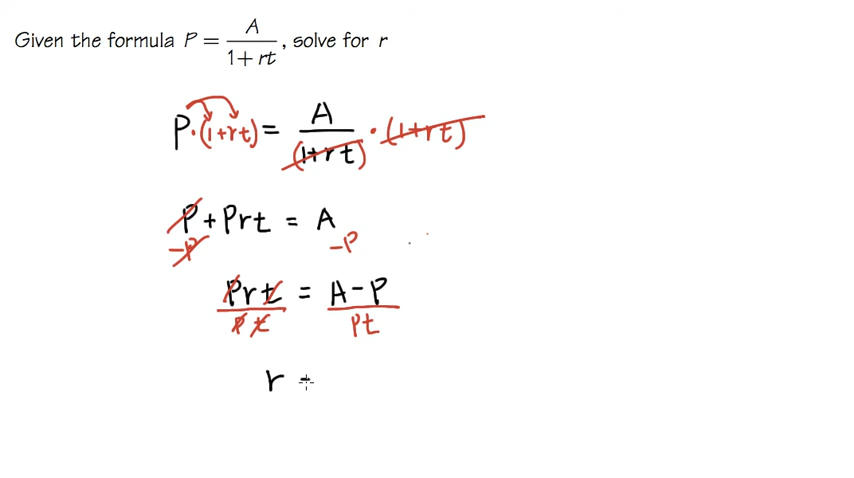 Given the formula P = A / (1 + rt), solve for r
P · (1 + rt) = A / (1 + rt) · (1 + rt)
P + Prt = A
-P -P
Prt / Pt = A - P / Pt
r =